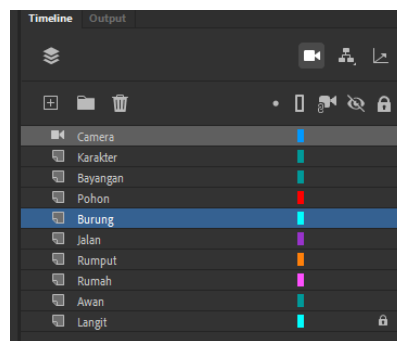 Timeline Output
Camera
Karakter
Bayangan
Pohon
Burung
Jalan
Rumput
Rumah
Awan
Langit